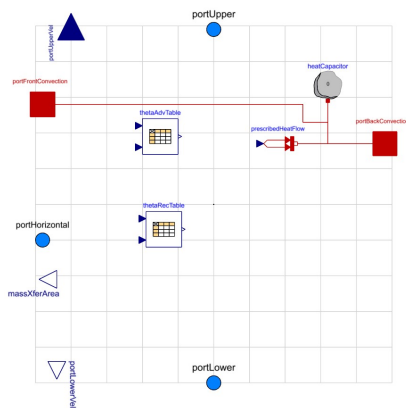 portUpper
portUpperVel
heatCapacitor
portFrontConvection
thetaAdvTable
prescribedHeatFlow
portBackConvectio
thetaRecTable
portHorizontal
massXferArea
portLower
portLowerVel